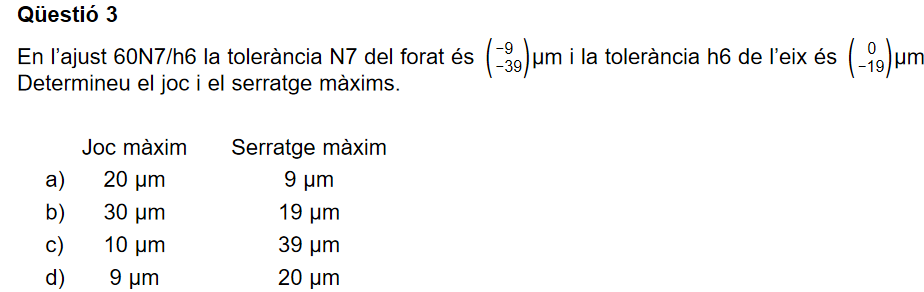 Qüestió 3
En l'ajust 60N7/h6 la tolerància N7 del forat és (−9 −39) µm i la tolerància h6 de l'eix és (0 −19) µm
Determineu el joc i el serratge màxims.
Joc màxim Serratge màxim
a) 20 µm 9 µm
b) 30 µm 19 µm
c) 10 µm 39 µm
d) 9 µm 20 µm